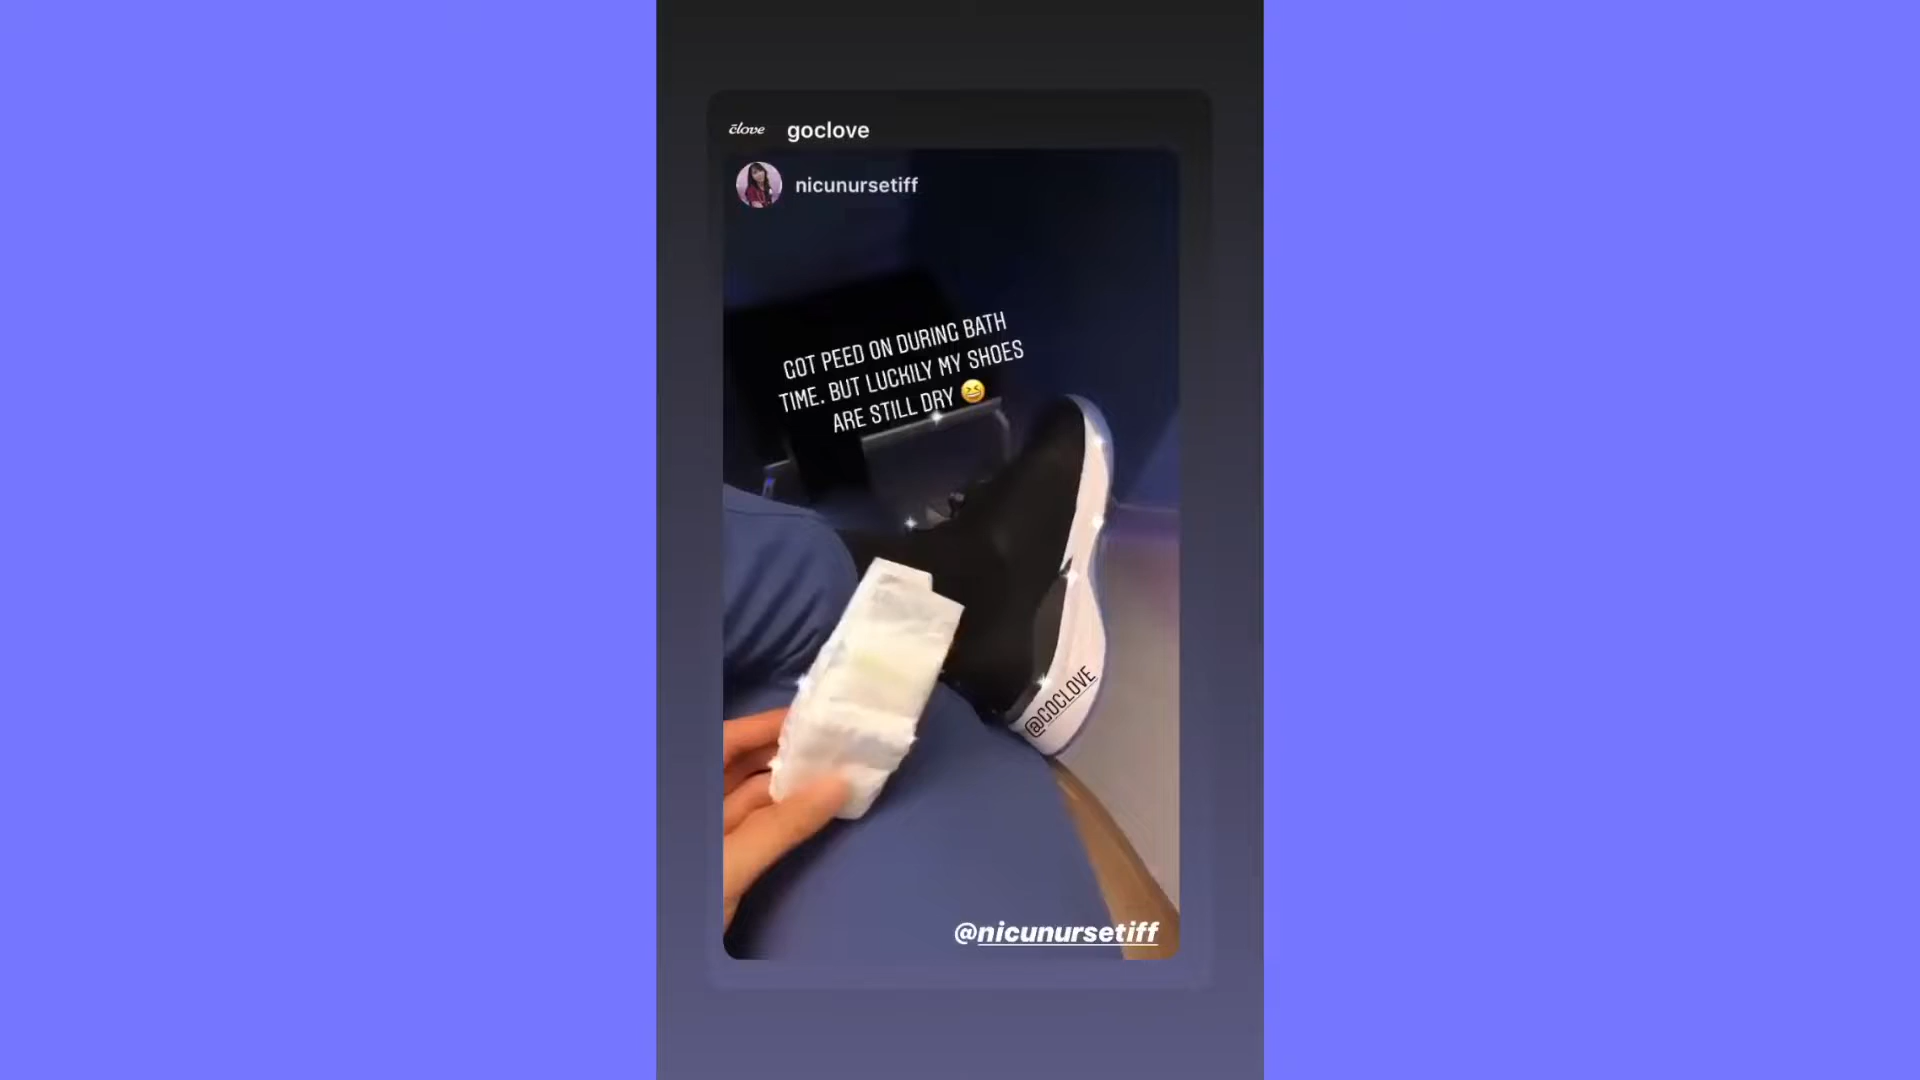 clove goclove
nicunursetiff
GOT PEED ON DURING BATH
TIME. BUT LUCKILY MY SHOES
ARE STILL DRY 😆
@GOCLOVE
@nicunursetiff